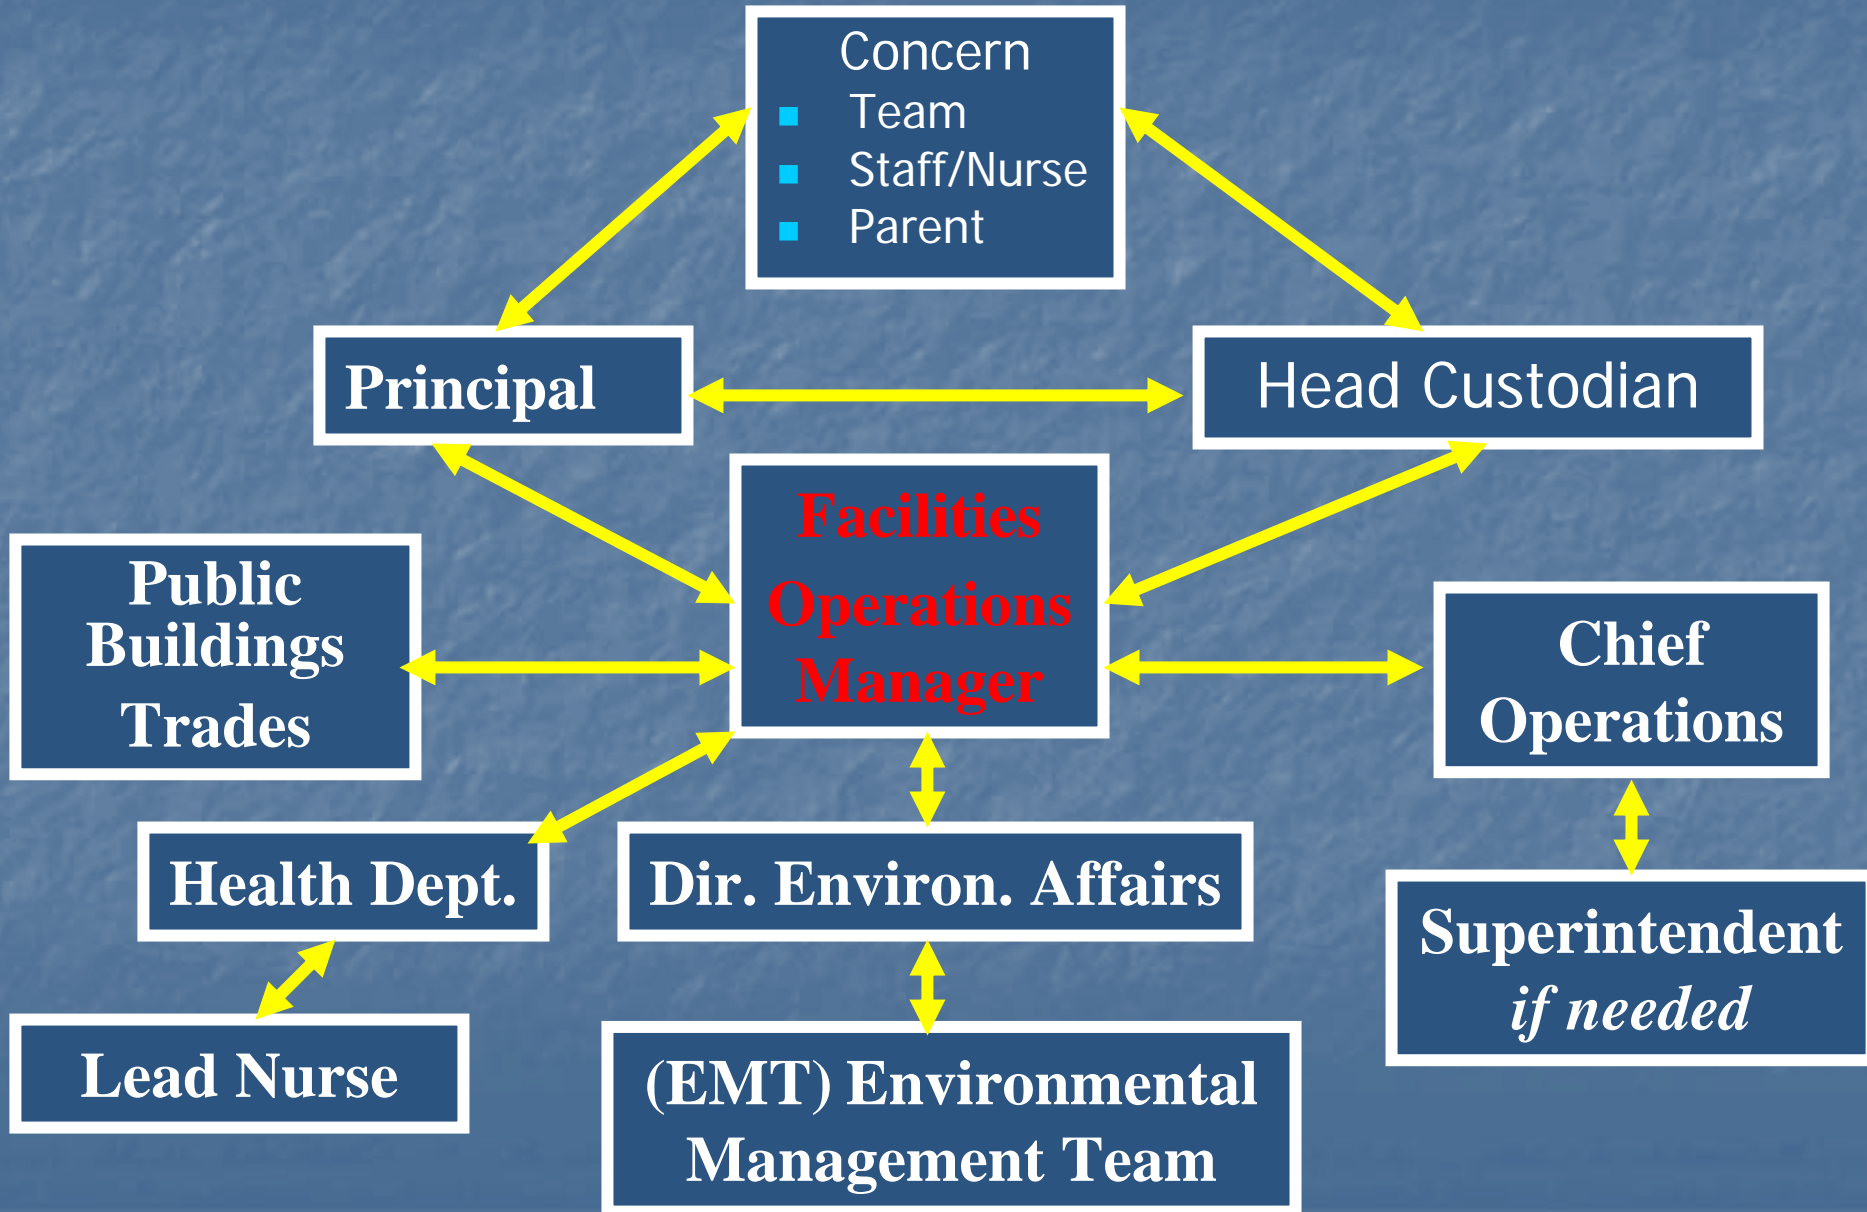 Concern
Team
Staff/Nurse
Parent
Principal
Head Custodian
Facilities
Operations
Manager
Public
Buildings
Trades
Chief
Operations
Health Dept.
Dir. Environ. Affairs
Superintendent
if needed
Lead Nurse
(EMT) Environmental
Management Team